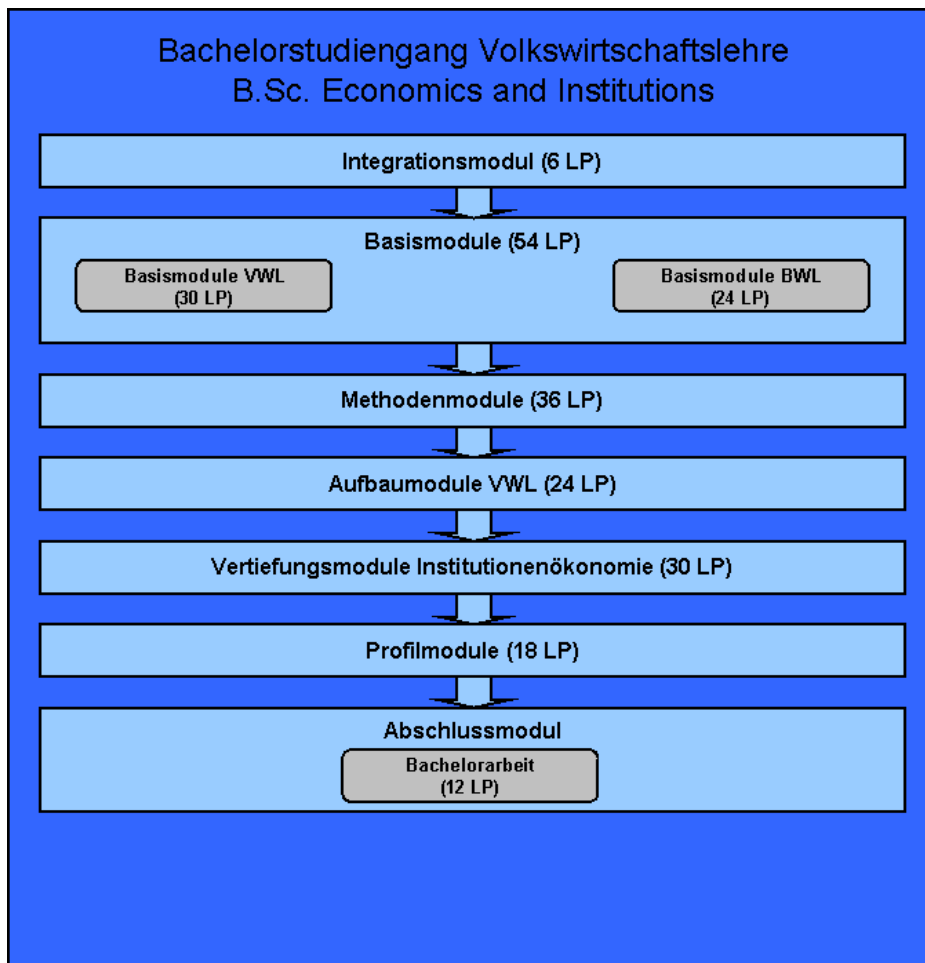 Bachelorstudiengang Volkswirtschaftslehre
B.Sc. Economics and Institutions
Integrationsmodul (6 LP)
Basismodule (54 LP)
Basismodule VWL
(30 LP)
Basismodule BWL
(24 LP)
Methodenmodule (36 LP)
Aufbaumodule VWL (24 LP)
Vertiefungsmodule Institutionenökonomie (30 LP)
Profilmodule (18 LP)
Abschlussmodul
Bachelorarbeit
(12 LP)